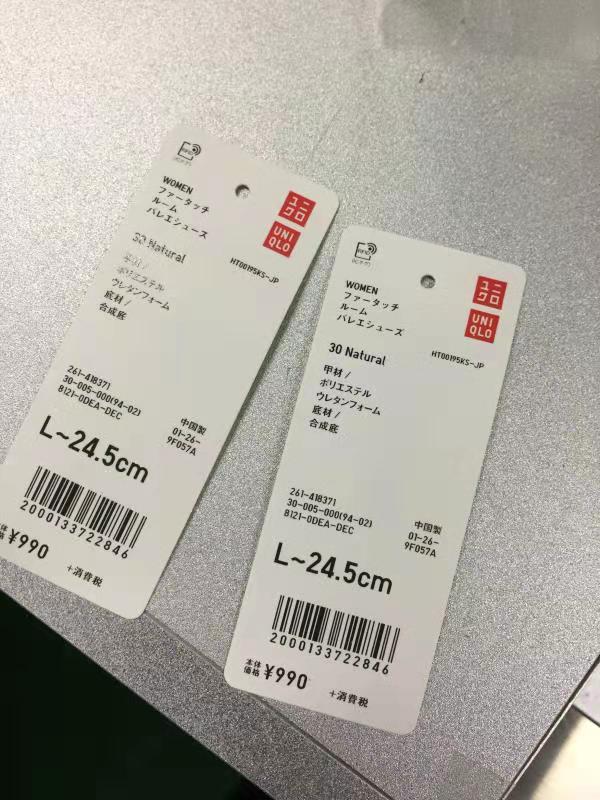 WOMEN
ファータッチ
ルーム
バレエシューズ
ユニ
クロ
UNI
QLO
30 Natural
HT00195KS-JP
甲材/
ポリエステル
ウレタンフォーム
底材/
合成底
261-418371
30-005-000(94-02)
8121-0DEA-DEC
中国製
01-26-
9F057A
L~24.5cm
2000133722846
本体
価格 ¥990
+消費税
RFID
WOMEN
ファータッチ
ルーム
バレエシューズ
ユニ
クロ
UNI
QLO
30 Natural
HT00195KS-JP
甲材/
ポリエステル
ウレタンフォーム
底材/
合成底
261-418371
30-005-000(94-02)
8121-0DEA-DEC
中国製
01-26-
9F057A
L~24.5cm
2000133722846
本体
価格 ¥990
+消費税